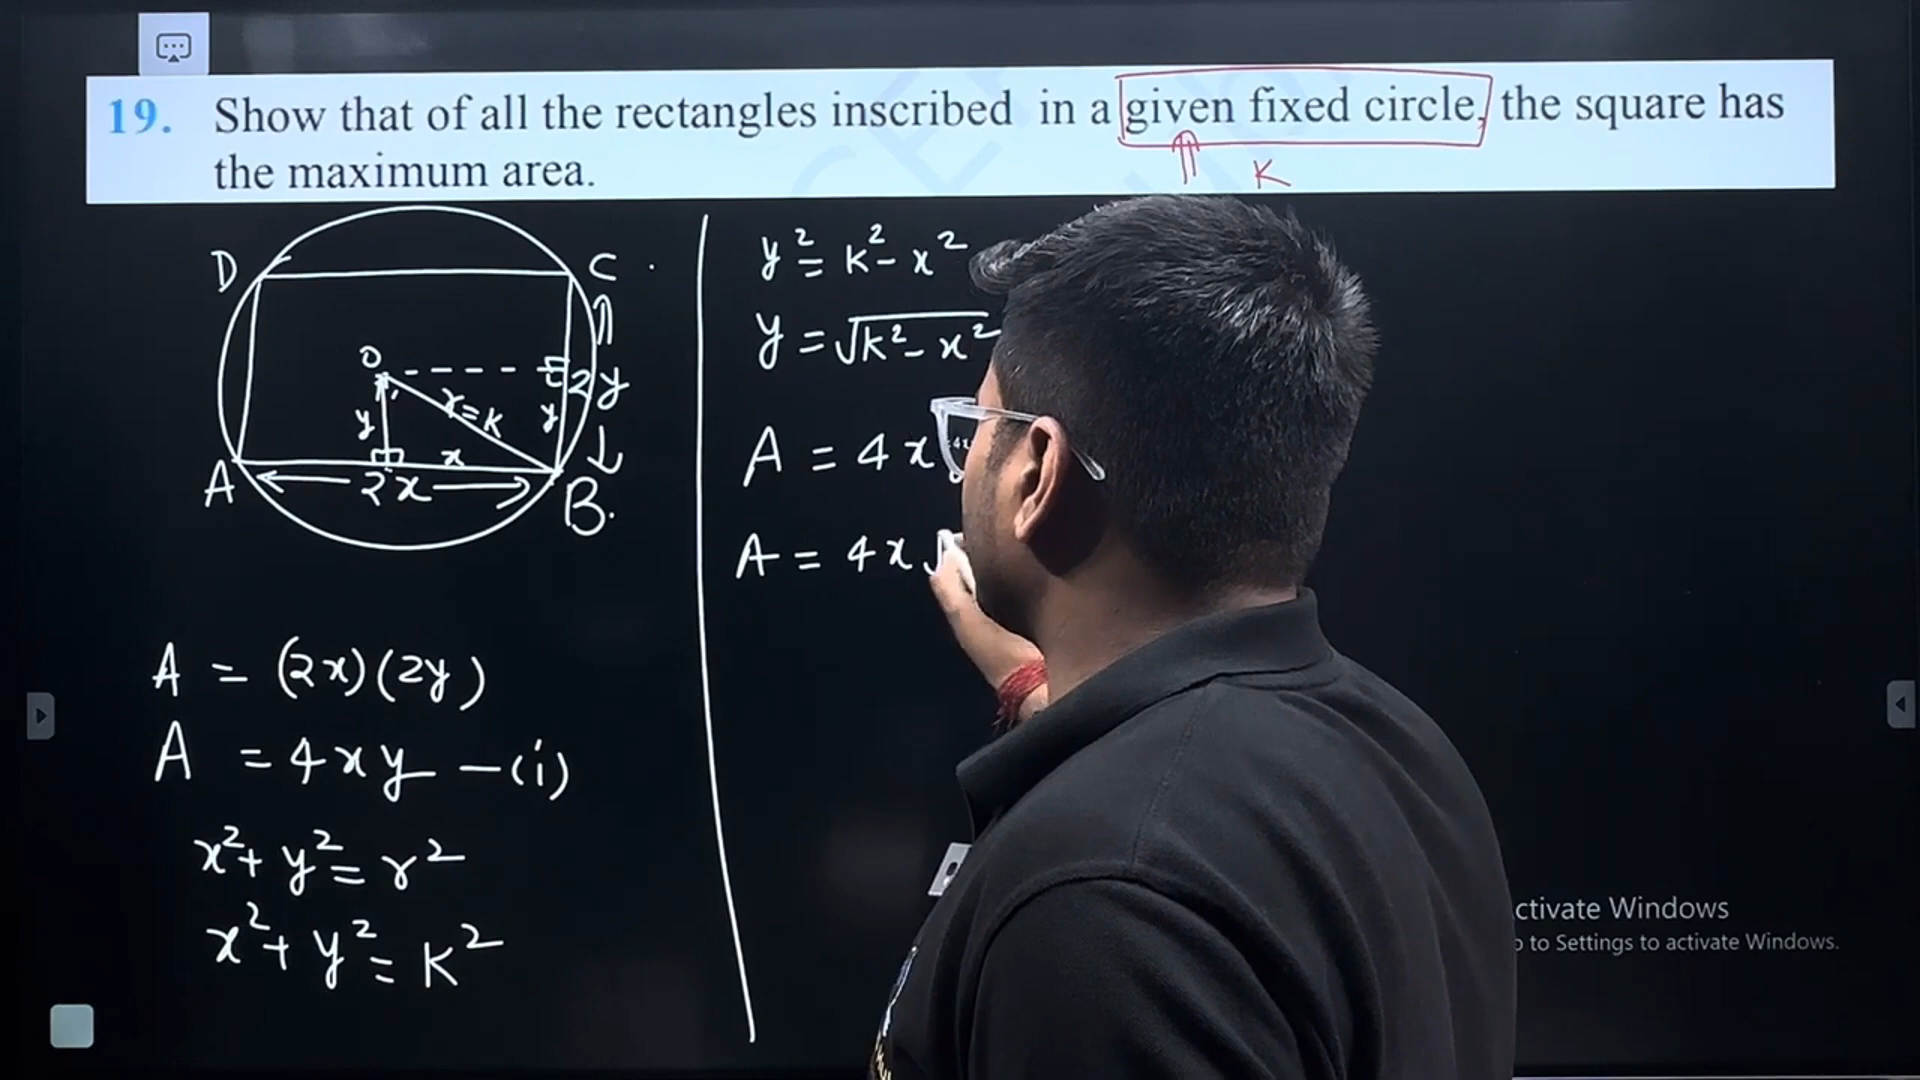 19. Show that of all the rectangles inscribed in a given fixed circle, the square has
the maximum area.
K
D
C
O
y
r=k
y
2y
x
A
2x
B
A = (2x)(2y)
A = 4xy -(i)
x²+ y² = r²
x²+ y² = K²
y² = k² - x²
y = √k² - x²
A = 4x
A = 4x √
ctivate Windows
o to Settings to activate Windows.